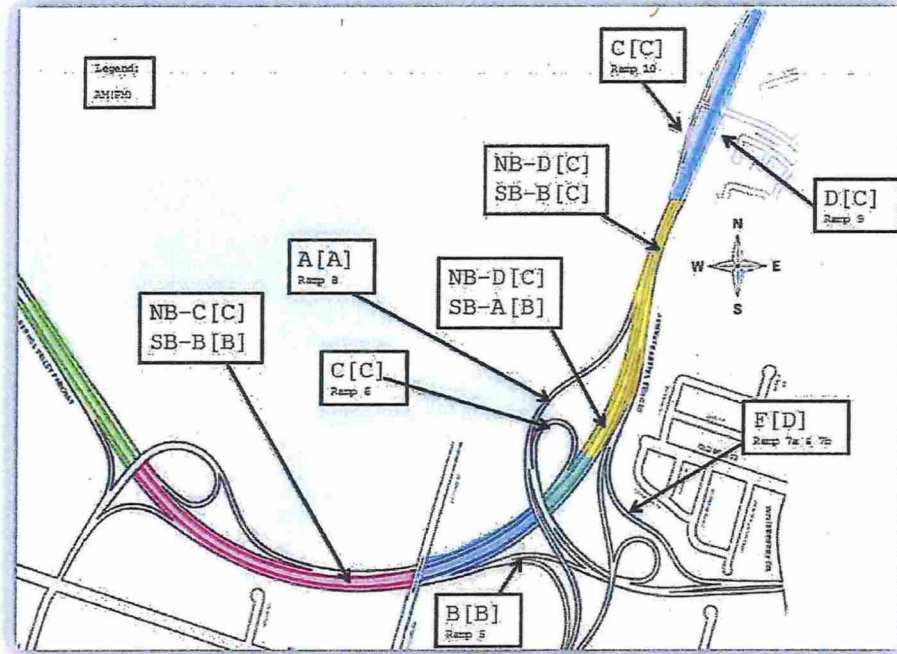 Legend:
AM[PM]
C[C]
Ramp 10
NB-D[C]
SB-B[C]
D[C]
Ramp 9
N
W
E
S
A[A]
Ramp 8
NB-D[C]
SB-A[B]
NB-C[C]
SB-B[B]
C[C]
Ramp 6
F[D]
Ramp 7a & 7b
B[B]
Ramp 5